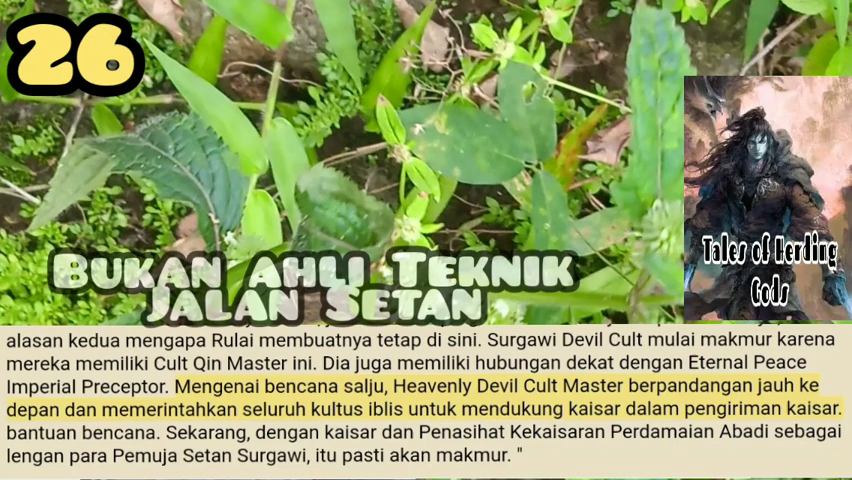 26
BUKAN AHLI TEKNIK
JALAN SETAN
Tales of Herding
Gods
alasan kedua mengapa Rulai membuatnya tetap di sini. Surgawi Devil Cult mulai makmur karena
mereka memiliki Cult Qin Master ini. Dia juga memiliki hubungan dekat dengan Eternal Peace
Imperial Preceptor. Mengenai bencana salju, Heavenly Devil Cult Master berpandangan jauh ke
depan dan memerintahkan seluruh kultus iblis untuk mendukung kaisar dalam pengiriman kaisar.
bantuan bencana. Sekarang, dengan kaisar dan Penasihat Kekaisaran Perdamaian Abadi sebagai
lengan para Pemuja Setan Surgawi, itu pasti akan makmur. "